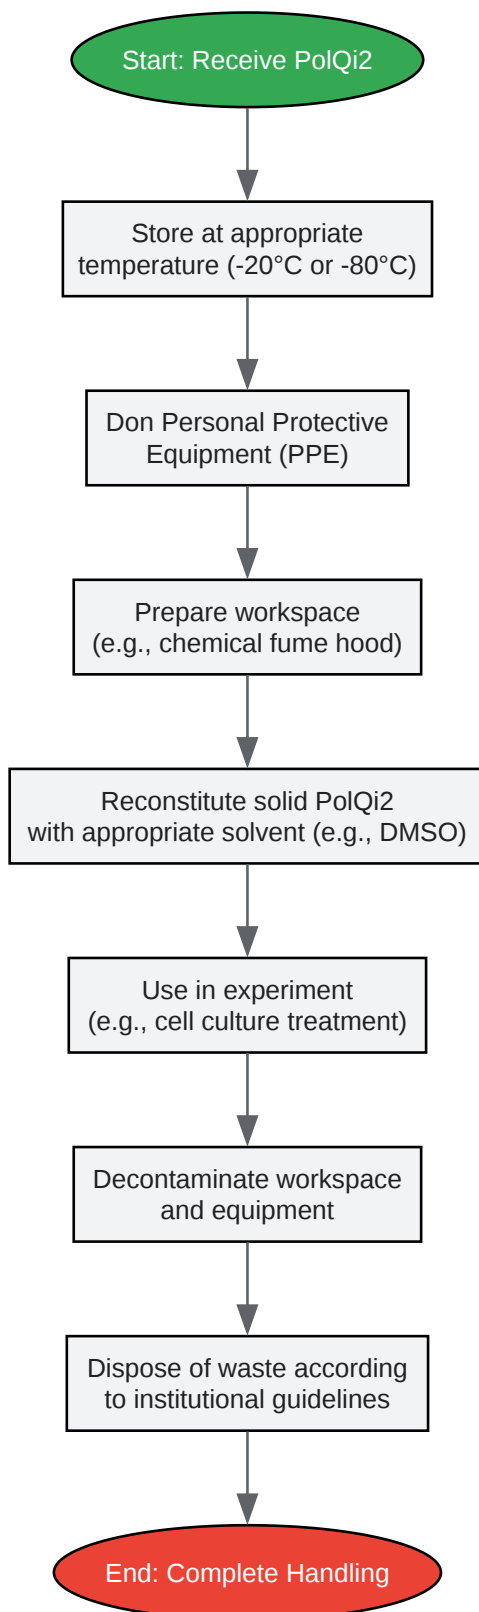 Start: Receive PolQi2
Store at appropriate
temperature (-20°C or -80°C)
Don Personal Protective
Equipment (PPE)
Prepare workspace
(e.g., chemical fume hood)
Reconstitute solid PolQi2
with appropriate solvent (e.g., DMSO)
Use in experiment
(e.g., cell culture treatment)
Decontaminate workspace
and equipment
Dispose of waste according
to institutional guidelines
End: Complete Handling